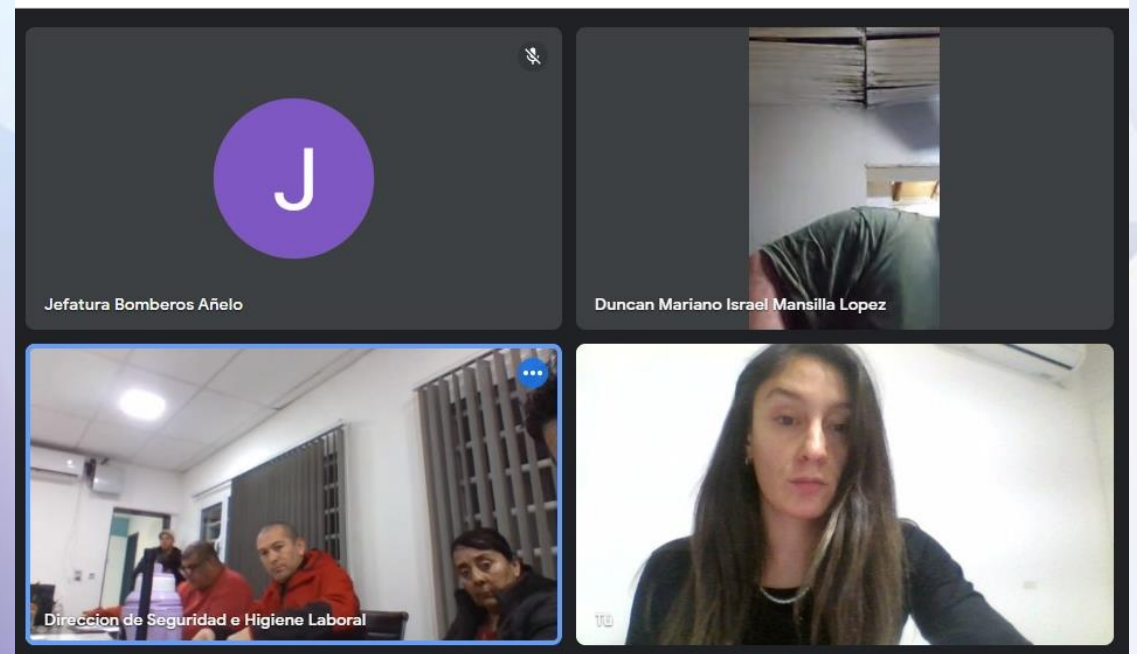 J
Jefatura Bomberos Añelo
Duncan Mariano Israel Mansilla Lopez
Direccion de Seguridad e Higiene Laboral
Tú